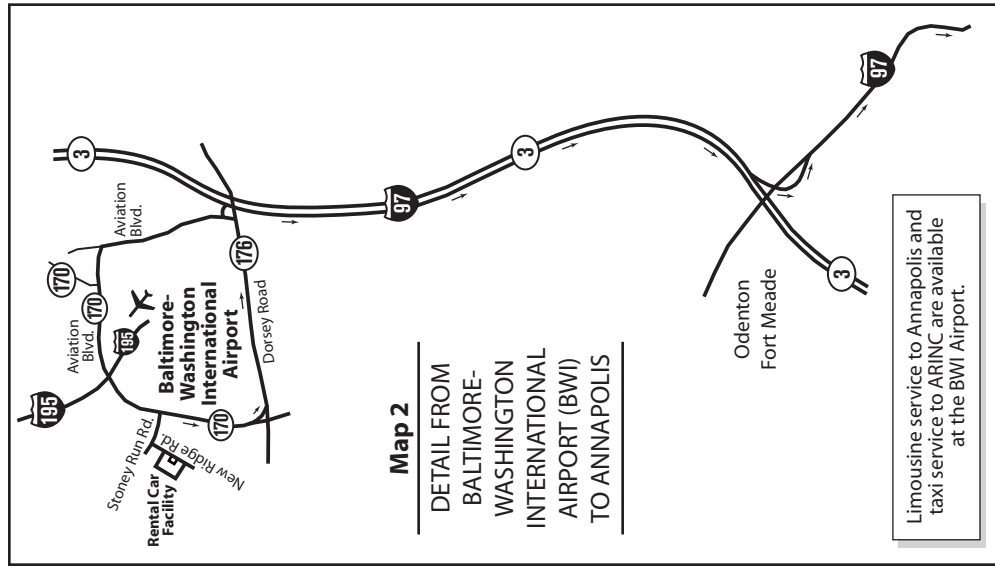 Map 2
DETAIL FROM
BALTIMORE-
WASHINGTON
INTERNATIONAL
AIRPORT (BWI)
TO ANNAPOLIS
195
Stoney Run Rd.
New Ridge Rd.
Rental Car
Facility
Aviation
Blvd.
195
170
170
170
Baltimore-
Washington
International
Airport
Aviation
Blvd.
3
176
Dorsey Road
97
3
Odenton
Fort Meade
3
97
Limousine service to Annapolis and
taxi service to ARINC are available
at the BWI Airport.